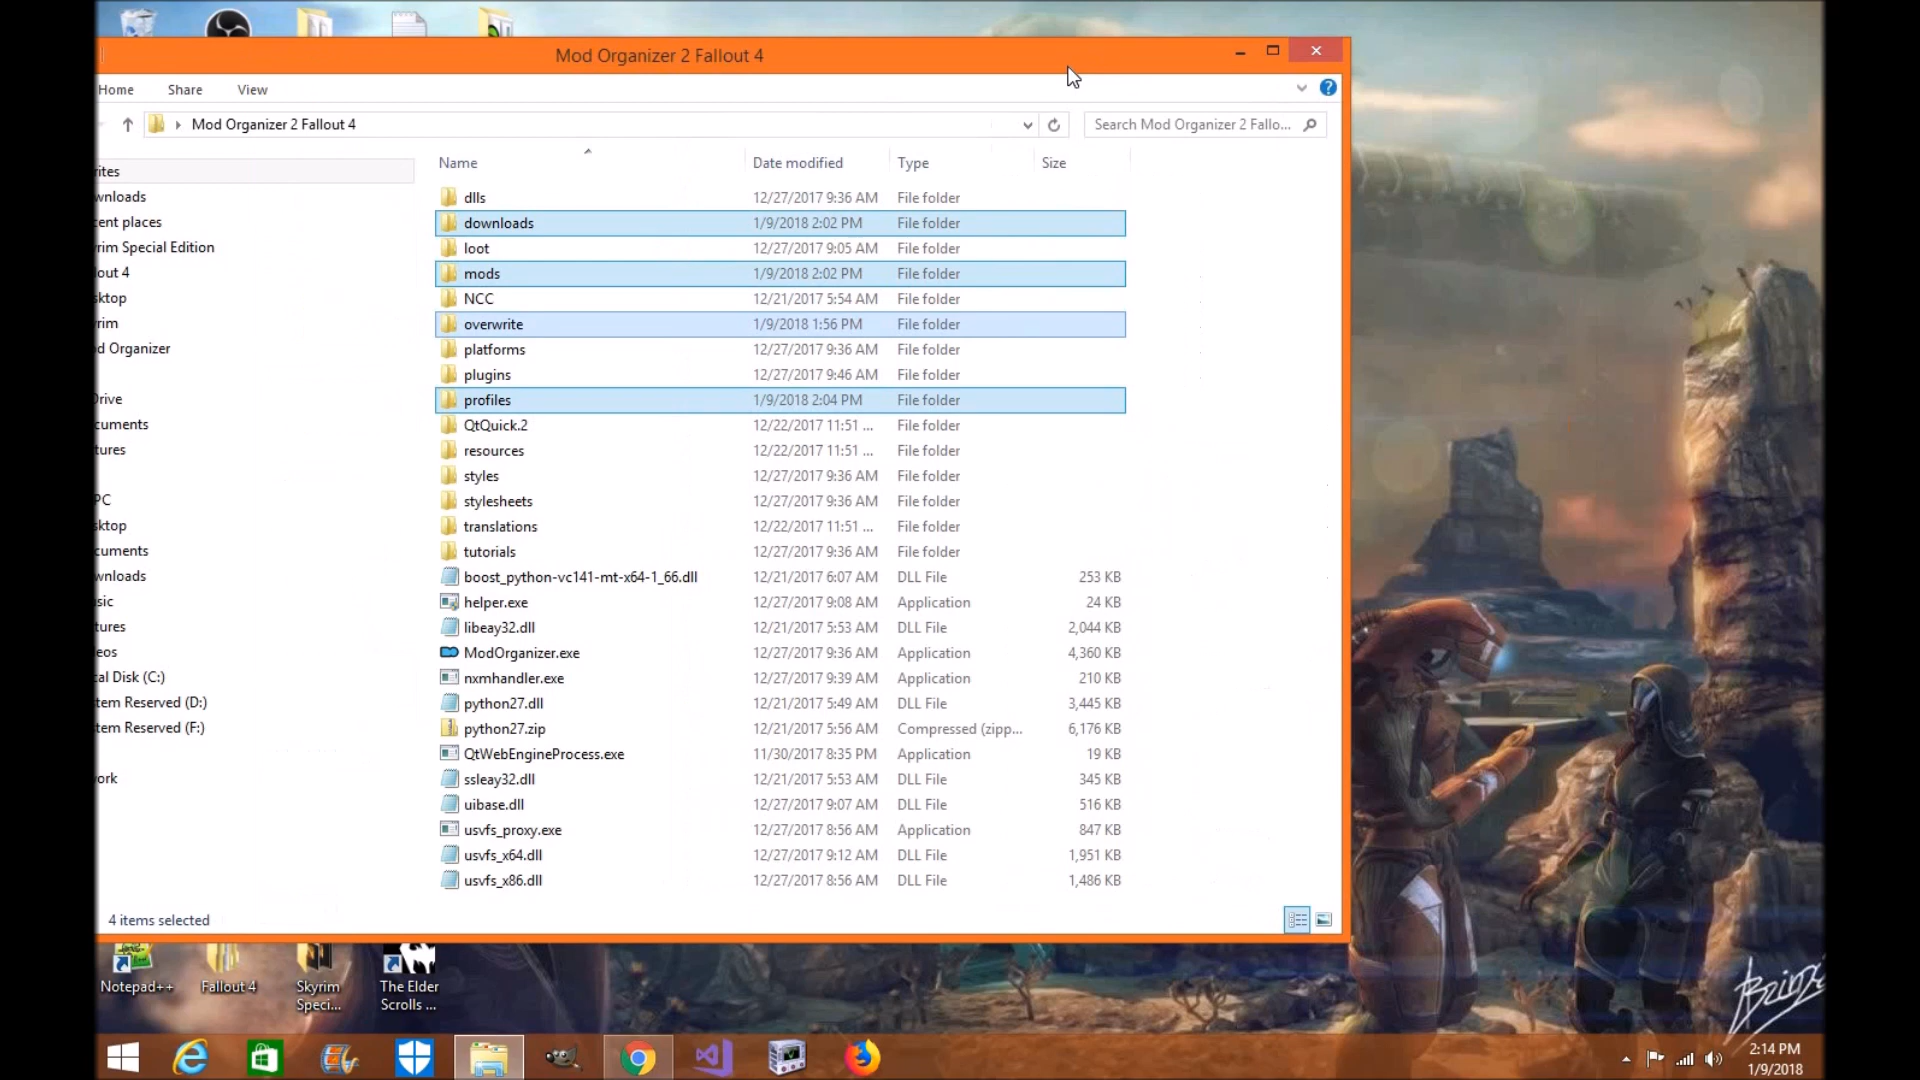 Mod Organizer 2 Fallout 4
Home Share View
Mod Organizer 2 Fallout 4
Search Mod Organizer 2 Fallo...
rites
wnloads
cent places
rim Special Edition
lout 4
sktop
rim
d Organizer
Drive
cuments
tures
PC
sktop
cuments
wnloads
sic
tures
eos
cal Disk (C:)
tem Reserved (D:)
tem Reserved (F:)
ork
Name Date modified Type Size
dlls 12/27/2017 9:36 AM File folder
downloads 1/9/2018 2:02 PM File folder
loot 12/27/2017 9:05 AM File folder
mods 1/9/2018 2:02 PM File folder
NCC 12/21/2017 5:54 AM File folder
overwrite 1/9/2018 1:56 PM File folder
platforms 12/27/2017 9:36 AM File folder
plugins 12/27/2017 9:46 AM File folder
profiles 1/9/2018 2:04 PM File folder
QtQuick.2 12/22/2017 11:51 ... File folder
resources 12/22/2017 11:51 ... File folder
styles 12/27/2017 9:36 AM File folder
stylesheets 12/27/2017 9:36 AM File folder
translations 12/22/2017 11:51 ... File folder
tutorials 12/27/2017 9:36 AM File folder
boost_python-vc141-mt-x64-1_66.dll 12/21/2017 6:07 AM DLL File 253 KB
helper.exe 12/27/2017 9:08 AM Application 24 KB
libeay32.dll 12/21/2017 5:53 AM DLL File 2,044 KB
ModOrganizer.exe 12/27/2017 9:36 AM Application 4,360 KB
nxmhandler.exe 12/27/2017 9:39 AM Application 210 KB
python27.dll 12/21/2017 5:49 AM DLL File 3,445 KB
python27.zip 12/21/2017 5:56 AM Compressed (zipp... 6,176 KB
QtWebEngineProcess.exe 11/30/2017 8:35 PM Application 19 KB
ssleay32.dll 12/21/2017 5:53 AM DLL File 345 KB
uibase.dll 12/27/2017 9:07 AM DLL File 516 KB
usvfs_proxy.exe 12/27/2017 8:56 AM Application 847 KB
usvfs_x64.dll 12/27/2017 9:12 AM DLL File 1,951 KB
usvfs_x86.dll 12/27/2017 8:56 AM DLL File 1,486 KB
4 items selected
Notepad++
Fallout 4
Skyrim
Speci...
The Elder
Scrolls ...
2:14 PM
1/9/2018